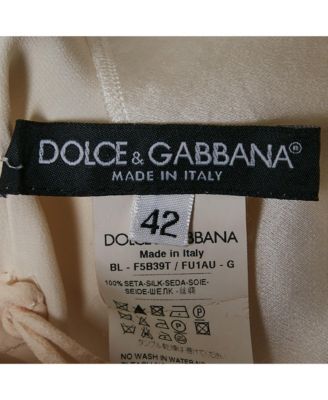 DOLCE & GABBANA
MADE IN ITALY
42
DOLCE & GABBANA
Made in Italy
BL - F5B39T / FU1AU - G
100% SETA-SILK-SEDA-SOIE-
SEIDE-ШЕЛК-
NO WASH IN WATER-NO